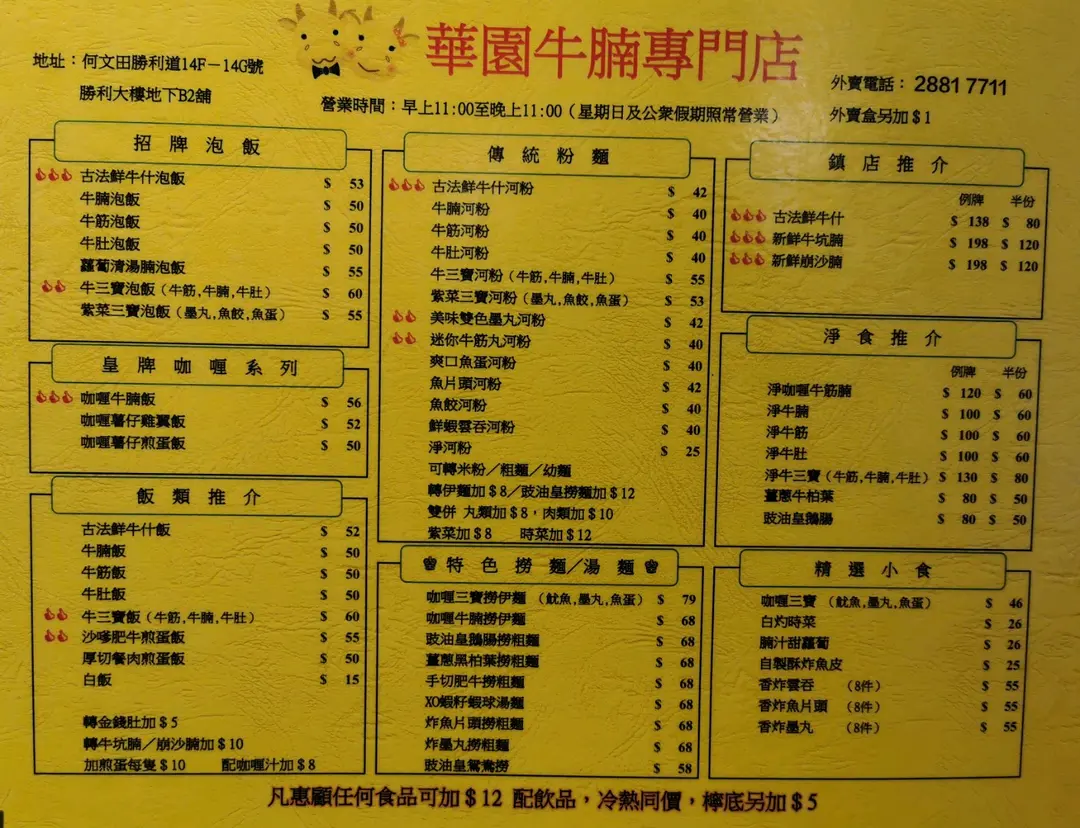 華園牛腩專門店
地址：何文田勝利道14F－14G號
勝利大樓地下B2舖
營業時間：早上11:00至晚上11:00（星期日及公衆假期照常營業）
外賣電話： 2881 7711
外賣盒另加＄1
招牌泡飯
古法鮮牛什泡飯 $ 53
牛腩泡飯 $ 50
牛筋泡飯 $ 50
牛肚泡飯 $ 50
蘿蔔清湯腩泡飯 $ 55
牛三寶泡飯（牛筋,牛腩,牛肚） $ 60
紫菜三寶泡飯（墨丸,魚餃,魚蛋） $ 55
皇牌咖喱系列
咖喱牛腩飯 $ 56
咖喱薯仔雞翼飯 $ 52
咖喱薯仔煎蛋飯 $ 50
飯類推介
古法鮮牛什飯 $ 52
牛腩飯 $ 50
牛筋飯 $ 50
牛肚飯 $ 50
牛三寶飯（牛筋,牛腩,牛肚） $ 60
沙嗲肥牛煎蛋飯 $ 55
厚切餐肉煎蛋飯 $ 50
白飯 $ 15
轉金錢肚加＄5
轉牛坑腩／崩沙腩加＄10
加煎蛋每隻＄10 配咖喱汁加＄8
傳統粉麵
古法鮮牛什河粉 $ 42
牛腩河粉 $ 40
牛筋河粉 $ 40
牛肚河粉 $ 40
牛三寶河粉（牛筋,牛腩,牛肚） $ 55
紫菜三寶河粉（墨丸,魚餃,魚蛋） $ 53
美味雙色墨丸河粉 $ 42
迷你牛筋丸河粉 $ 40
爽口魚蛋河粉 $ 40
魚片頭河粉 $ 42
魚餃河粉 $ 40
鮮蝦雲吞河粉 $ 40
淨河粉 $ 25
可轉米粉／粗麵／幼麵
轉伊麵加＄8／豉油皇撈麵加＄12
雙併 丸類加＄8，肉類加＄10
紫菜加＄8 時菜加＄12
特色撈麵/湯麵
咖喱三寶撈伊麵（魷魚,墨丸,魚蛋） $ 79
咖喱牛腩撈伊麵 $ 68
豉油皇鵝腸撈粗麵 $ 68
薑蔥黑柏葉撈粗麵 $ 68
手切肥牛撈粗麵 $ 68
XO蝦籽蝦球湯麵 $ 68
炸魚片頭撈粗麵 $ 68
炸墨丸撈粗麵 $ 68
豉油皇鴛鴦撈 $ 58
鎮店推介
例牌 半份
古法鮮牛什 $ 138 $ 80
新鮮牛坑腩 $ 198 $ 120
新鮮崩沙腩 $ 198 $ 120
淨食推介
例牌 半份
淨咖喱牛筋腩 $ 120 $ 60
淨牛腩 $ 100 $ 60
淨牛筋 $ 100 $ 60
淨牛肚 $ 100 $ 60
淨牛三寶（牛筋,牛腩,牛肚） $ 130 $ 80
薑蔥牛柏葉 $ 80 $ 50
豉油皇鵝腸 $ 80 $ 50
精選小食
咖喱三寶（魷魚,墨丸,魚蛋） $ 46
白灼時菜 $ 26
腩汁甜蘿蔔 $ 26
自製酥炸魚皮 $ 25
香炸雲吞 （8件） $ 55
香炸魚片頭 （8件） $ 55
香炸墨丸 （8件） $ 55
凡惠顧任何食品可加＄12 配飲品，冷熱同價，檸底另加＄5